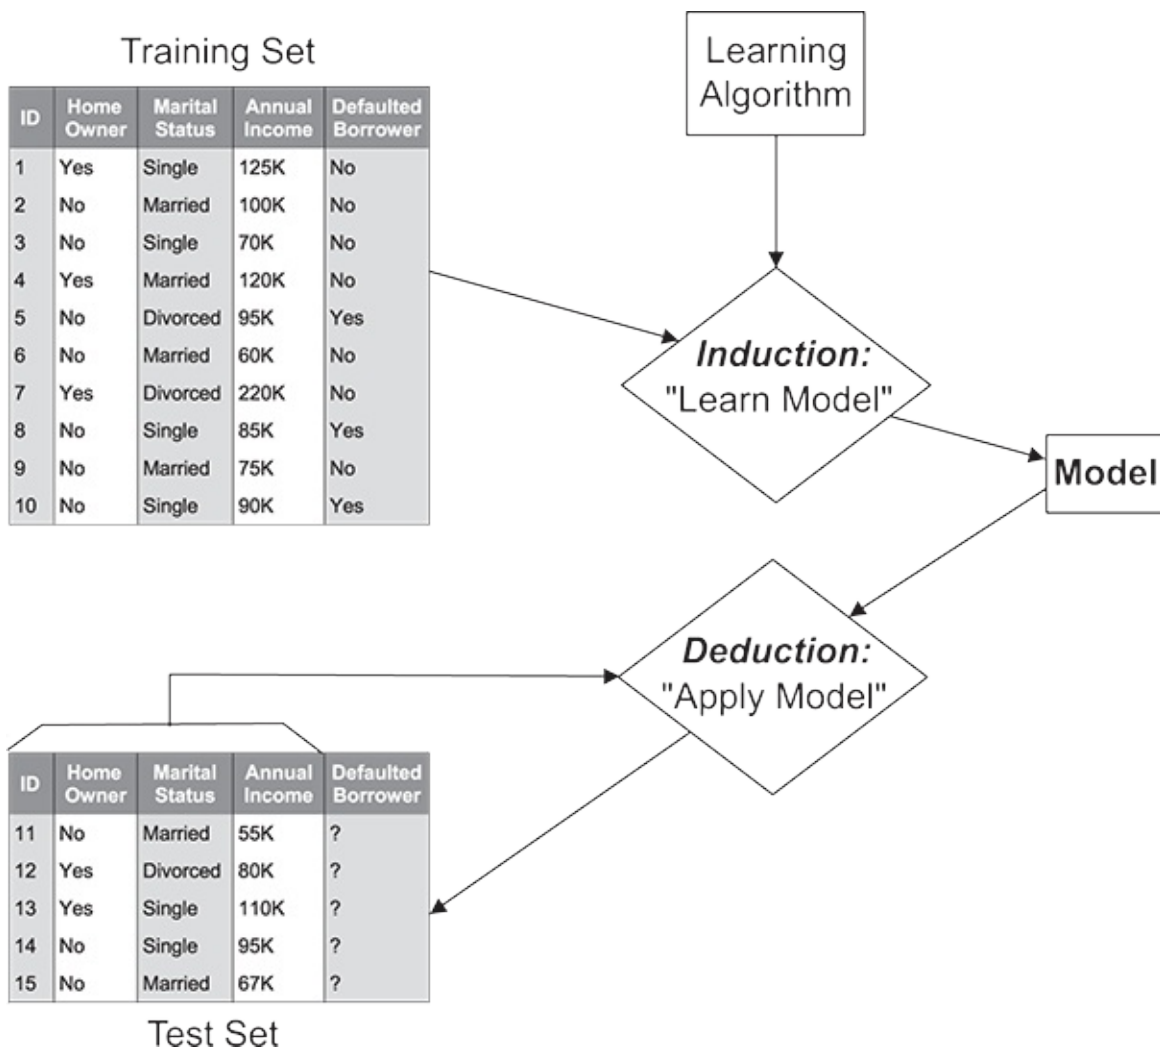 Training Set
ID Home Owner Marital Status Annual Income Defaulted Borrower
1 Yes Single 125K No
2 No Married 100K No
3 No Single 70K No
4 Yes Married 120K No
5 No Divorced 95K Yes
6 No Married 60K No
7 Yes Divorced 220K No
8 No Single 85K Yes
9 No Married 75K No
10 No Single 90K Yes
Learning
Algorithm
Induction:
"Learn Model"
Model
Deduction:
"Apply Model"
ID Home Owner Marital Status Annual Income Defaulted Borrower
11 No Married 55K ?
12 Yes Divorced 80K ?
13 Yes Single 110K ?
14 No Single 95K ?
15 No Married 67K ?
Test Set